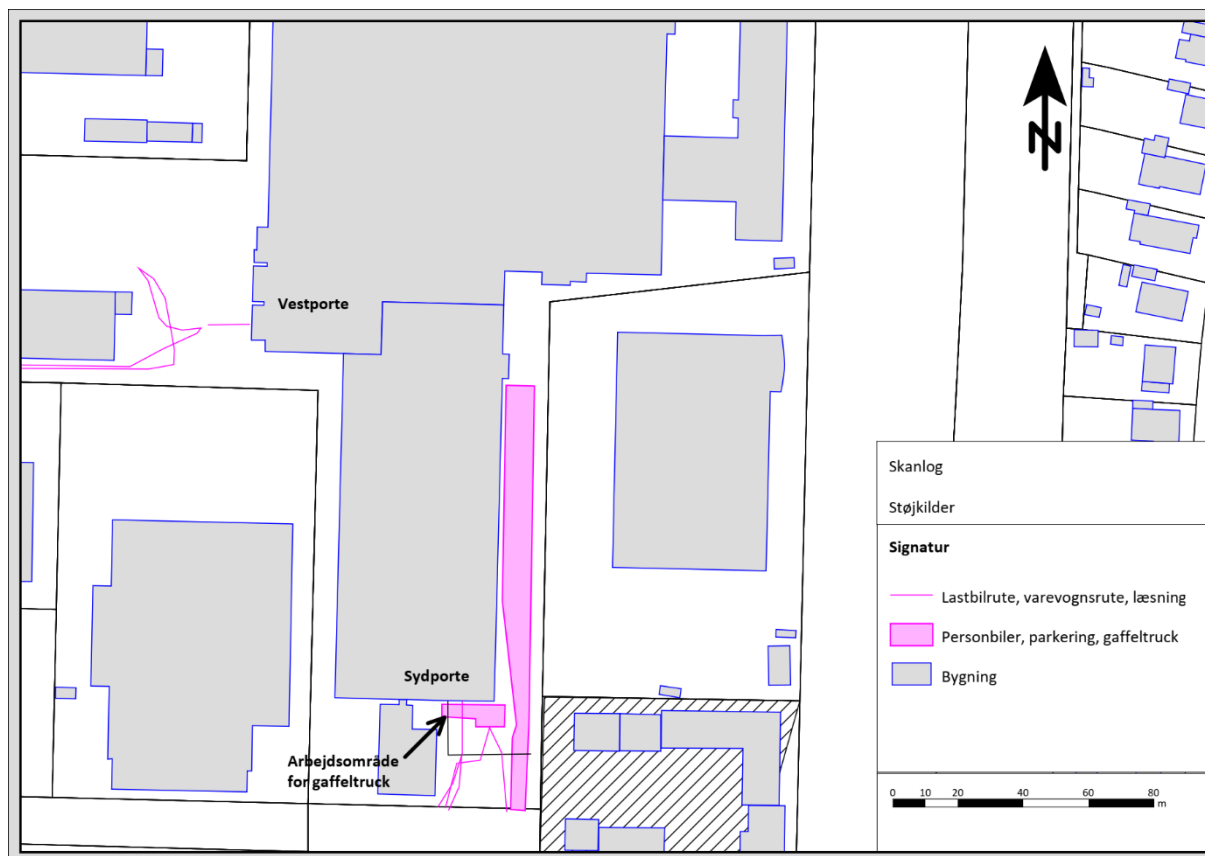 N
Vestporte
Skanlog
Støjkilder
Signatur
Lastbilrute, varevognsrute, læsning
Personbiler, parkering, gaffeltruck
Bygning
Sydporte
Arbejdsområde
for gaffeltruck
0 10 20 40 60 80
m